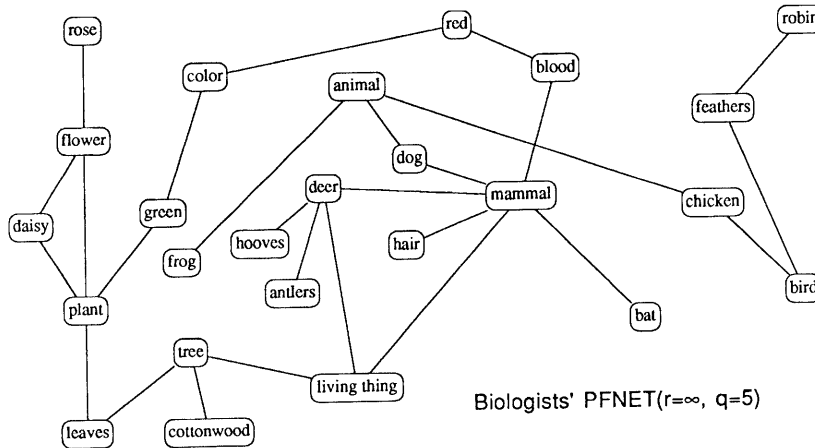 rose
red
robin
color
blood
animal
feathers
flower
dog
deer
mammal
chicken
daisy
green
hooves
hair
frog
antlers
bird
plant
bat
tree
living thing
Biologists' PFNET(r=∞, q=5)
leaves
cottonwood